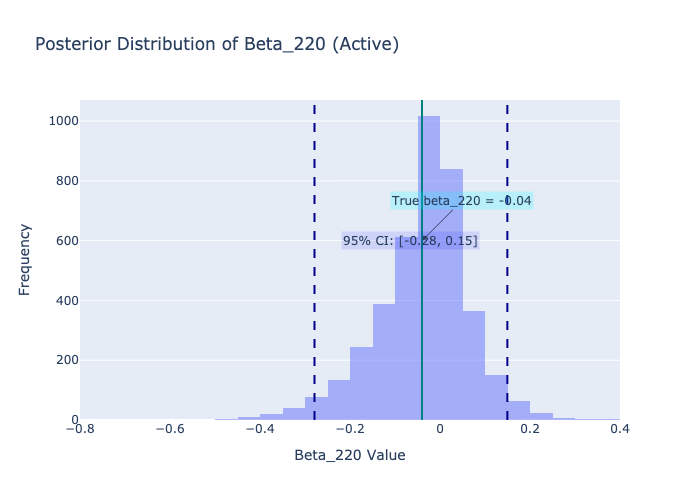 Posterior Distribution of Beta_220 (Active)
1000
800
600
400
200
0
Frequency
True beta_220 = -0.04
95% CI: [-0.28, 0.15]
−0.8
−0.6
−0.4
−0.2
0
0.2
0.4
Beta_220 Value